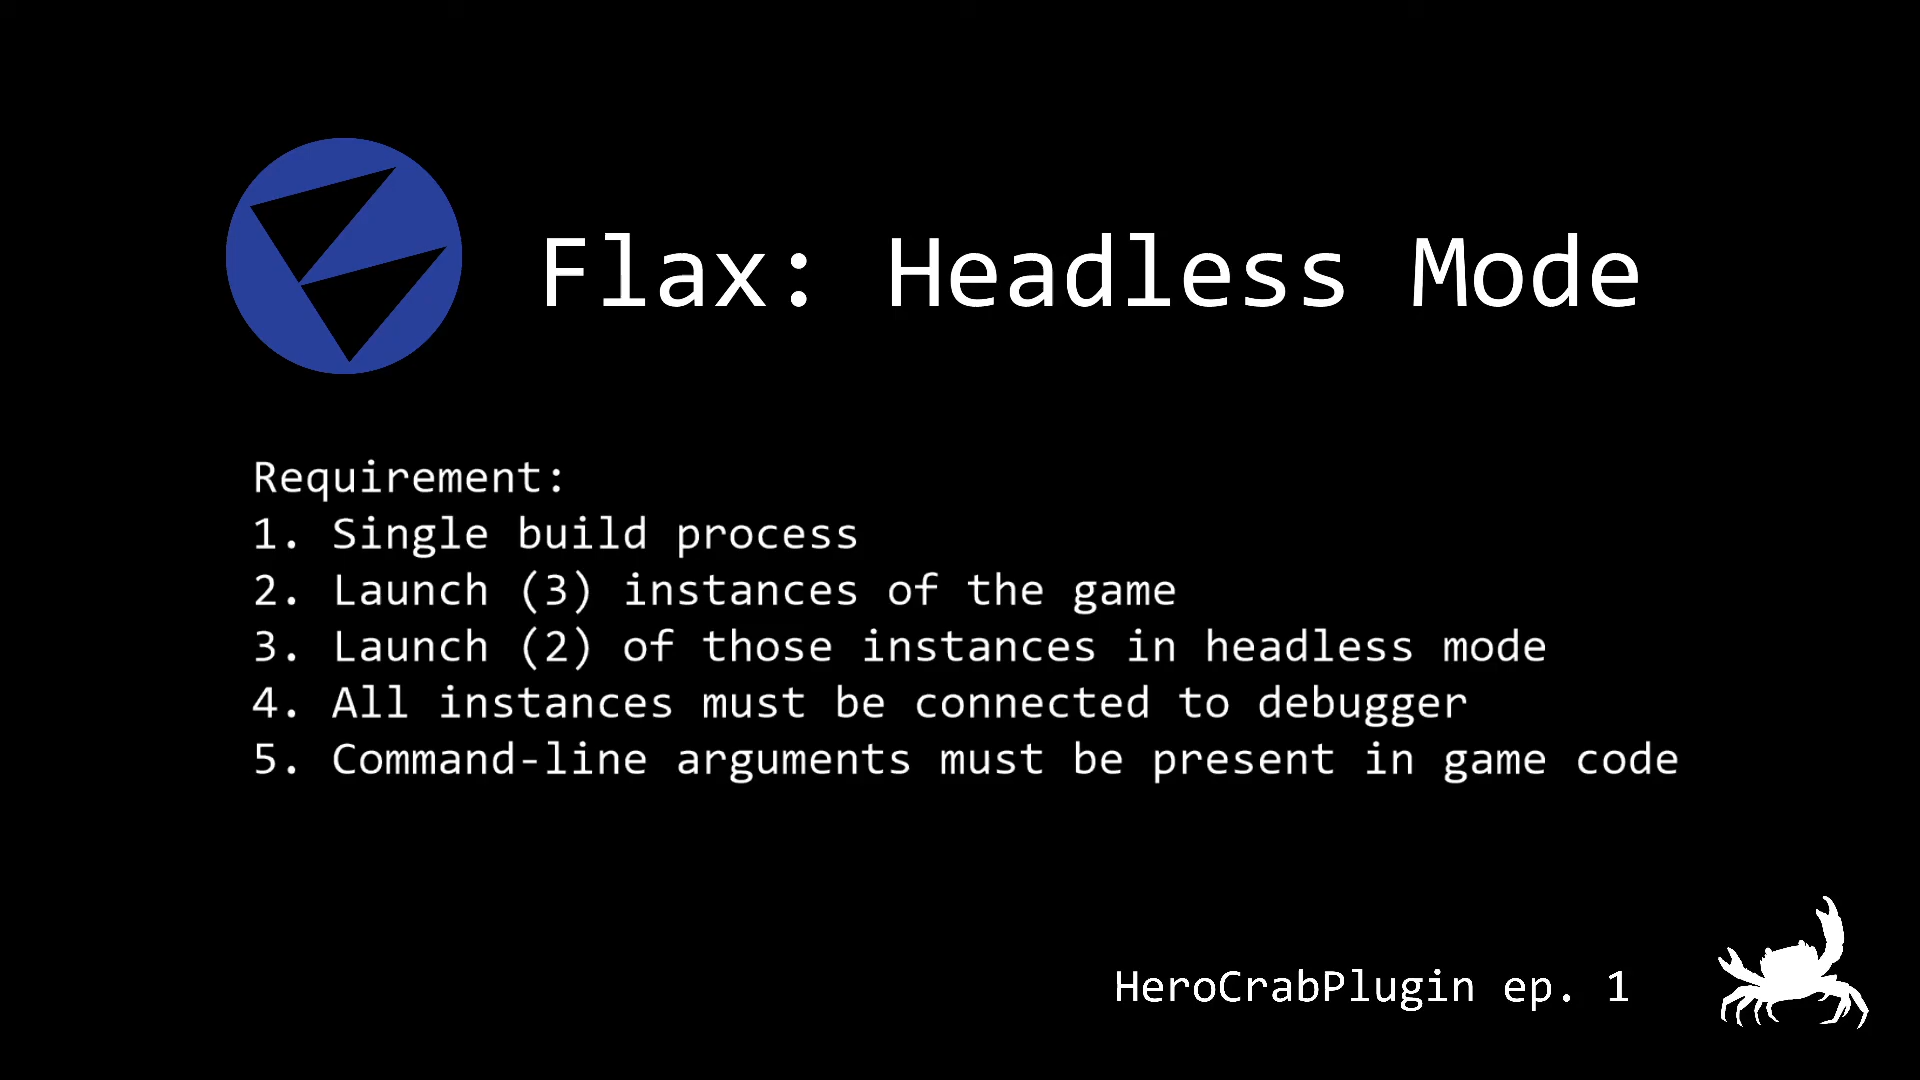 Flax: Headless Mode
Requirement:
1. Single build process
2. Launch (3) instances of the game
3. Launch (2) of those instances in headless mode
4. All instances must be connected to debugger
5. Command-line arguments must be present in game code
HeroCrabPlugin ep. 1